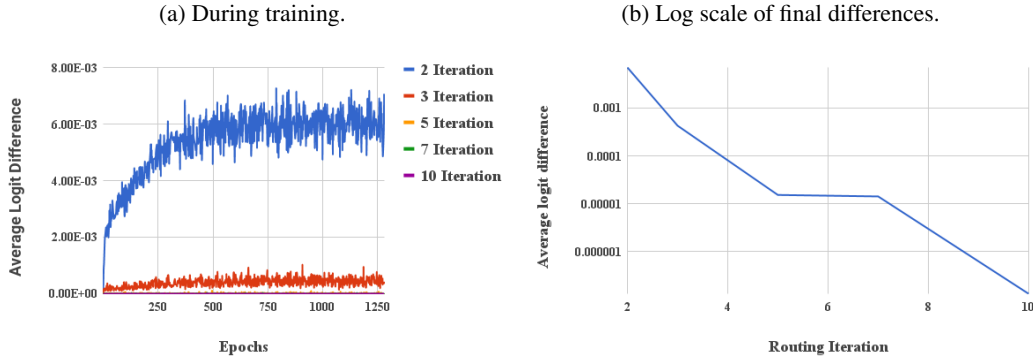 (a) During training.
8.00E-03
6.00E-03
4.00E-03
2.00E-03
0.00E+00
250
500
750
1000
1250
Average Logit Difference
Epochs
2 Iteration
3 Iteration
5 Iteration
7 Iteration
10 Iteration
(b) Log scale of final differences.
0.001
0.0001
0.00001
0.000001
2
4
6
8
10
Average logit difference
Routing Iteration